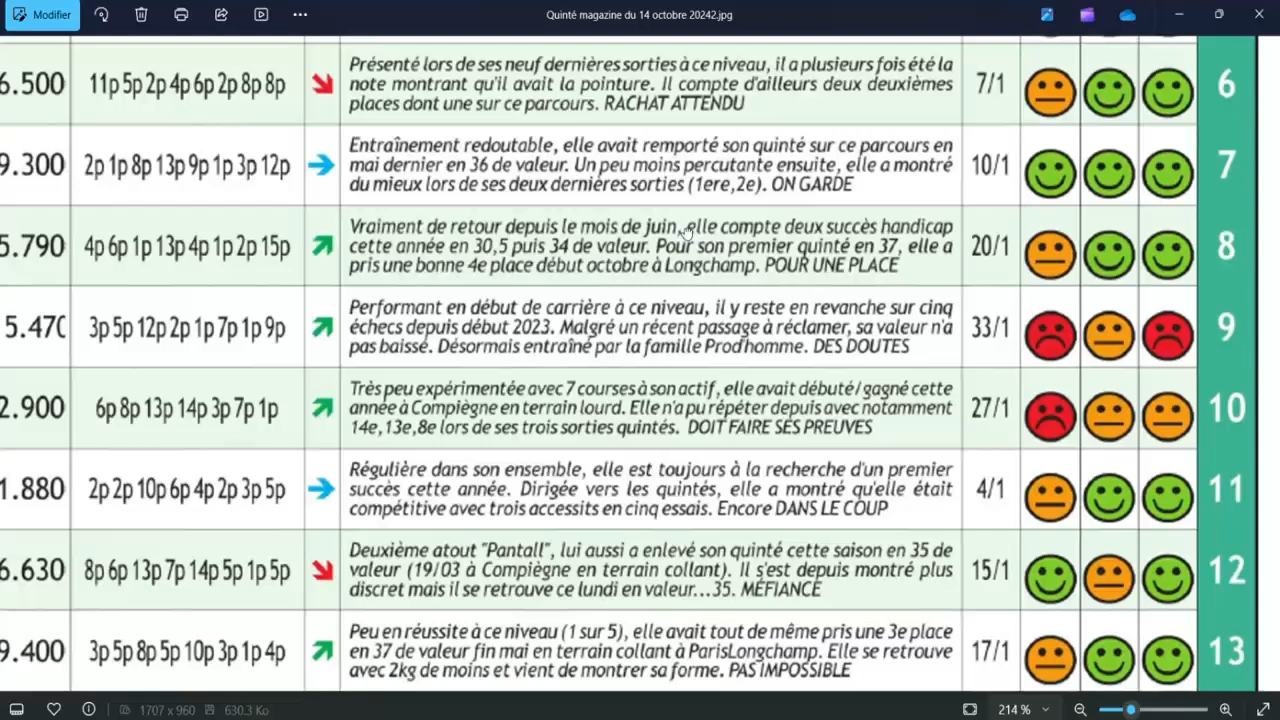 Modifier
Quinté magazine du 14 octobre 20242.jpg
6.500 11p 5p 2p 4p 6p 2p 8p 8p
Présenté lors de ses neuf dernières sorties à ce niveau, il a plusieurs fois été la
note montrant qu'il avait la pointure. Il compte d'ailleurs deux deuxièmes
places dont une sur ce parcours. RACHAT ATTENDU
7/1 6
9.300 2p 1p 8p 13p 9p 1p 3p 12p
Entraînement redoutable, elle avait remporté son quinté sur ce parcours en
mai dernier en 36 de valeur. Un peu moins percutante ensuite, elle a montré
du mieux lors de ses deux dernières sorties (1ere,2e). ON GARDE
10/1 7
5.790 4p 6p 1p 13p 4p 1p 2p 15p
Vraiment de retour depuis le mois de juin, elle compte deux succès handicap
cette année en 30,5 puis 34 de valeur. Pour son premier quinté en 37, elle a
pris une bonne 4e place début octobre à Longchamp. POUR UNE PLACE
20/1 8
5.470 3p 5p 12p 2p 1p 7p 1p 9p
Performant en début de carrière à ce niveau, il y reste en revanche sur cinq
échecs depuis début 2023. Malgré un récent passage à réclamer, sa valeur n'a
pas baissé. Désormais entraîné par la famille Prod'homme. DES DOUTES
33/1 9
2.900 6p 8p 13p 14p 3p 7p 1p
Très peu expérimentée avec 7 courses à son actif, elle avait débuté/gagné cette
année à Compiègne en terrain lourd. Elle n'a pu répéter depuis avec notamment
14e,13e,8e lors de ses trois sorties quintés. DOIT FAIRE SES PREUVES
27/1 10
1.880 2p 2p 10p 6p 4p 2p 3p 5p
Régulière dans son ensemble, elle est toujours à la recherche d'un premier
succès cette année. Dirigée vers les quintés, elle a montré qu'elle était
compétitive avec trois accessits en cinq essais. Encore DANS LE COUP
4/1 11
6.630 8p 6p 13p 7p 14p 5p 1p 5p
Deuxième atout "Pantall", lui aussi a enlevé son quinté cette saison en 35 de
valeur (19/03 à Compiègne en terrain collant). Il s'est depuis montré plus
discret mais il se retrouve ce lundi en valeur...35. MÉFIANCE
15/1 12
9.400 3p 5p 8p 5p 10p 3p 1p 4p
Peu en réussite à ce niveau (1 sur 5), elle avait tout de même pris une 3e place
en 37 de valeur fin mai en terrain collant à ParisLongchamp. Elle se retrouve
avec 2kg de moins et vient de montrer sa forme. PAS IMPOSSIBLE
17/1 13
1707 x 960 630.3 Ko 214 %